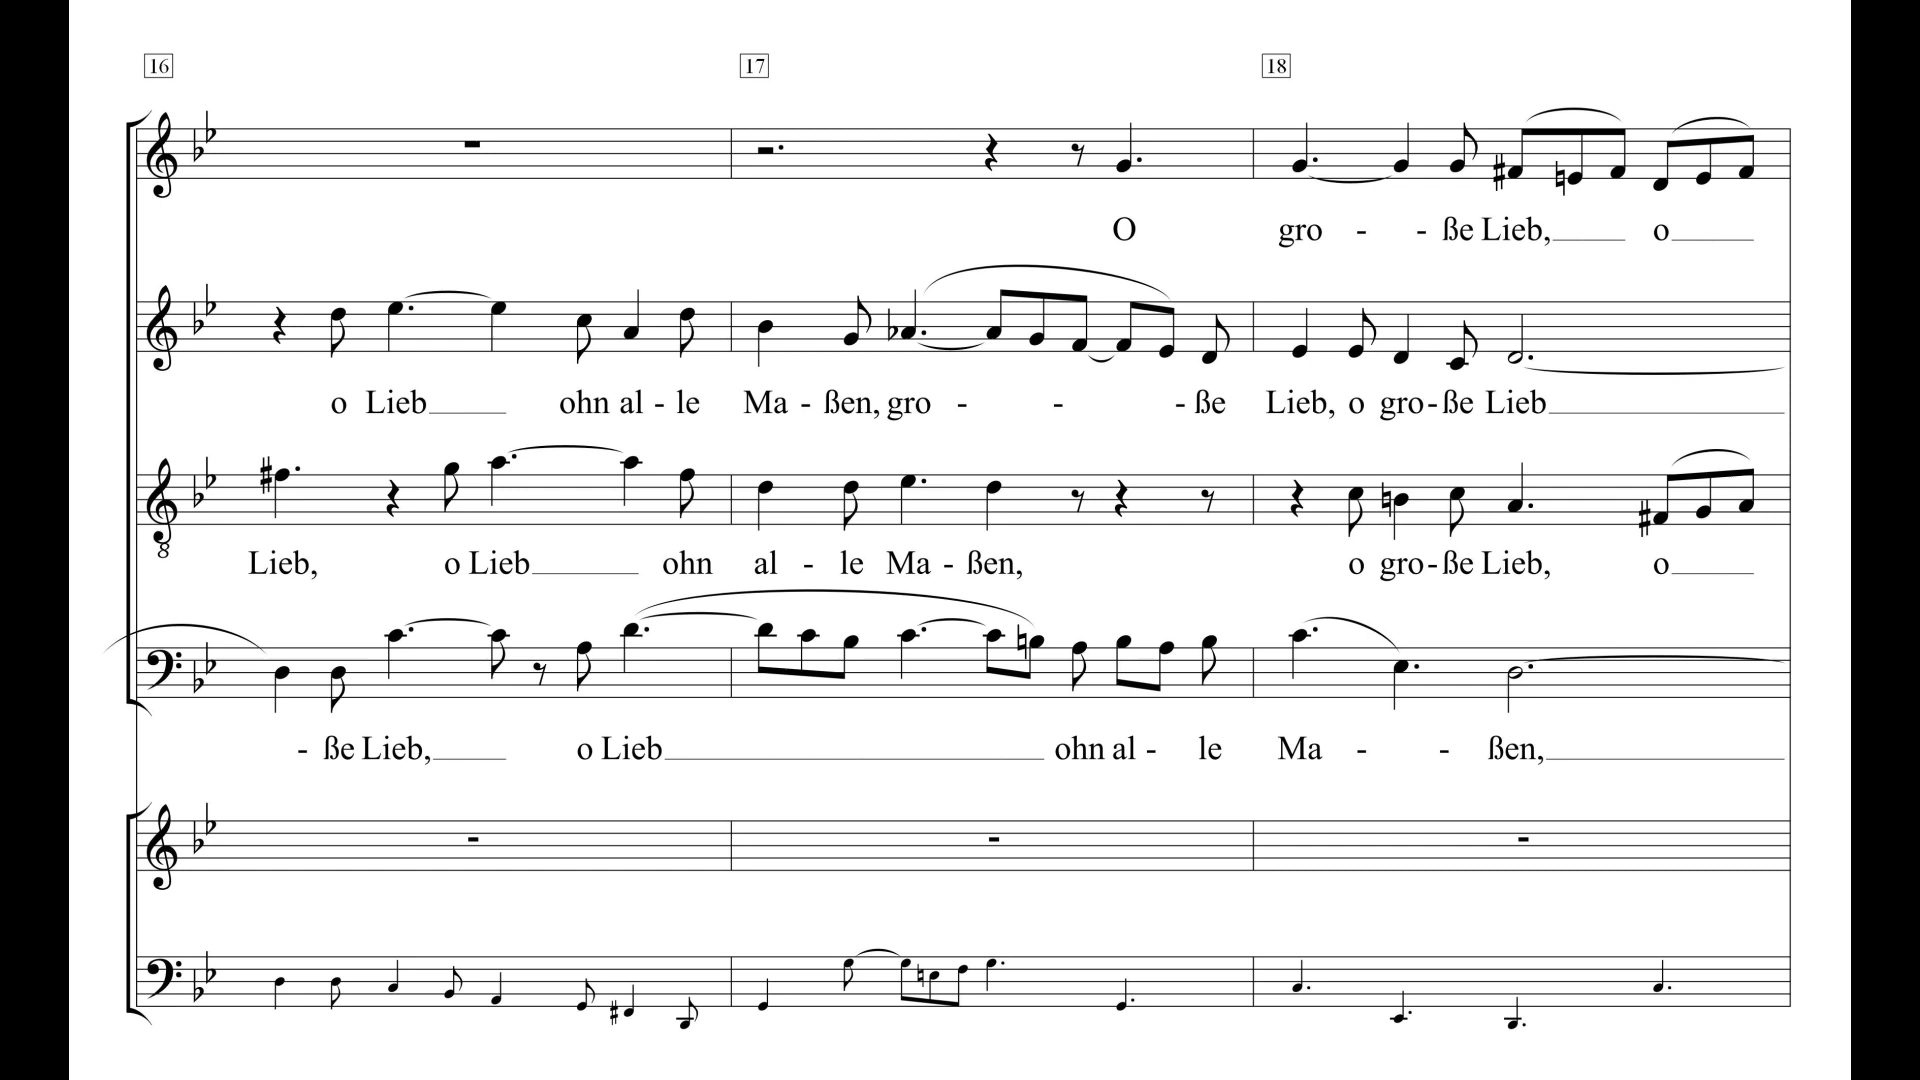 16 17 18
O gro - - ße Lieb, o
o Lieb ohn al - le Ma - ßen, gro - - - ße Lieb, o gro - ße Lieb
8
Lieb, o Lieb ohn al - le Ma - ßen, o gro - ße Lieb, o
- ße Lieb, o Lieb ohn al - le Ma - - ßen,